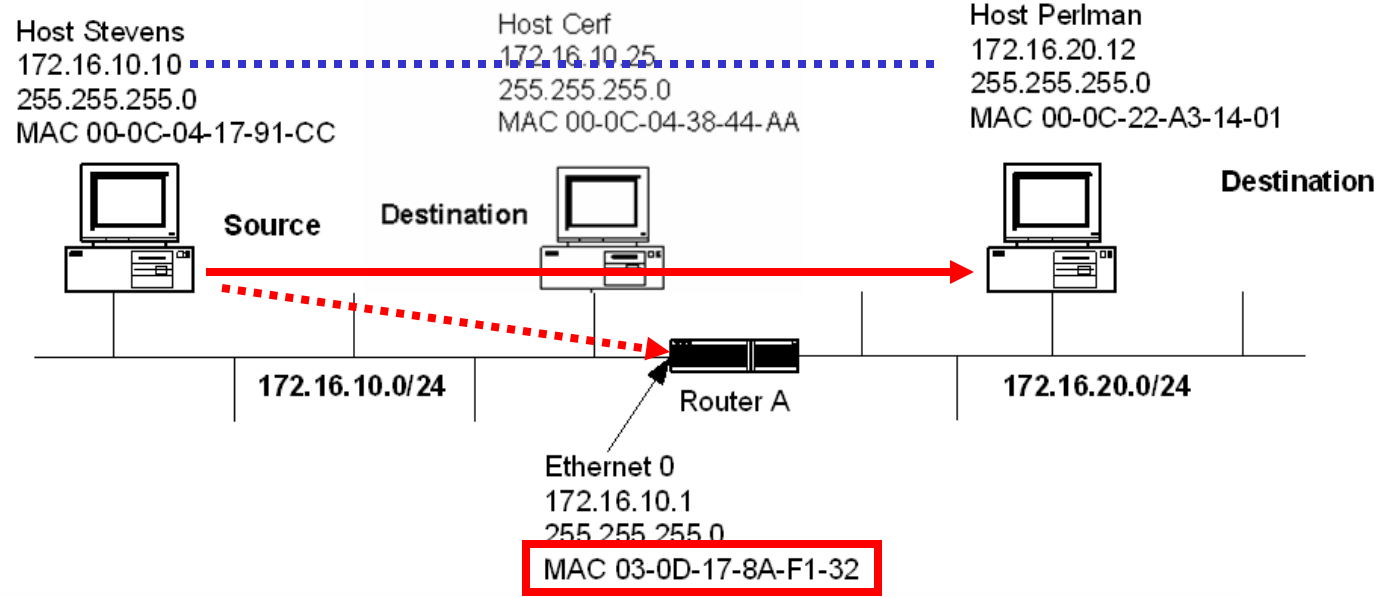 Host Stevens
172.16.10.10
255.255.255.0
MAC 00-0C-04-17-91-CC
Host Cerf
172.16.10.25
255.255.255.0
MAC 00-0C-04-38-44-AA
Host Perlman
172.16.20.12
255.255.255.0
MAC 00-0C-22-A3-14-01
Source
Destination
Destination
172.16.10.0/24
Router A
172.16.20.0/24
Ethernet 0
172.16.10.1
255.255.255.0
MAC 03-0D-17-8A-F1-32